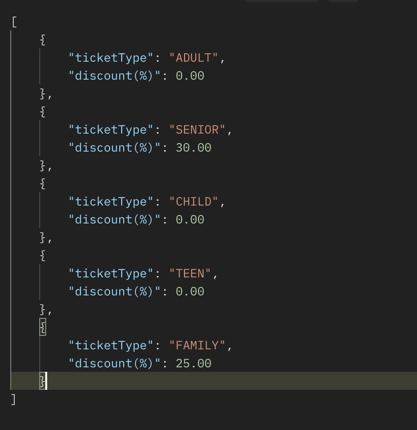 [
{
"ticketType": "ADULT",
"discount(%)": 0.00
},
{
"ticketType": "SENIOR",
"discount(%)": 30.00
},
{
"ticketType": "CHILD",
"discount(%)": 0.00
},
{
"ticketType": "TEEN",
"discount(%)": 0.00
},
{
"ticketType": "FAMILY",
"discount(%)": 25.00
}
]